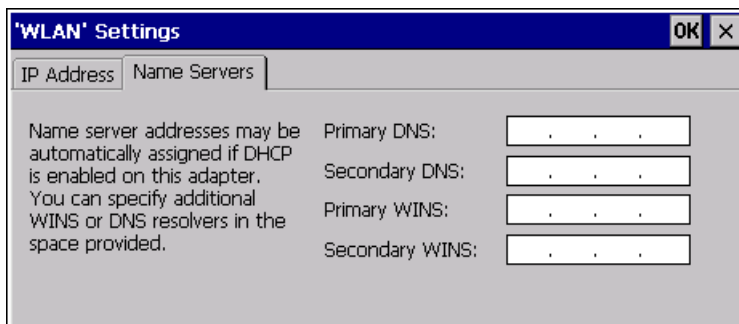 'WLAN' Settings OK ×
IP Address Name Servers
Name server addresses may be
automatically assigned if DHCP
is enabled on this adapter.
You can specify additional
WINS or DNS resolvers in the
space provided.
Primary DNS: . . .
Secondary DNS: . . .
Primary WINS: . . .
Secondary WINS: . . .